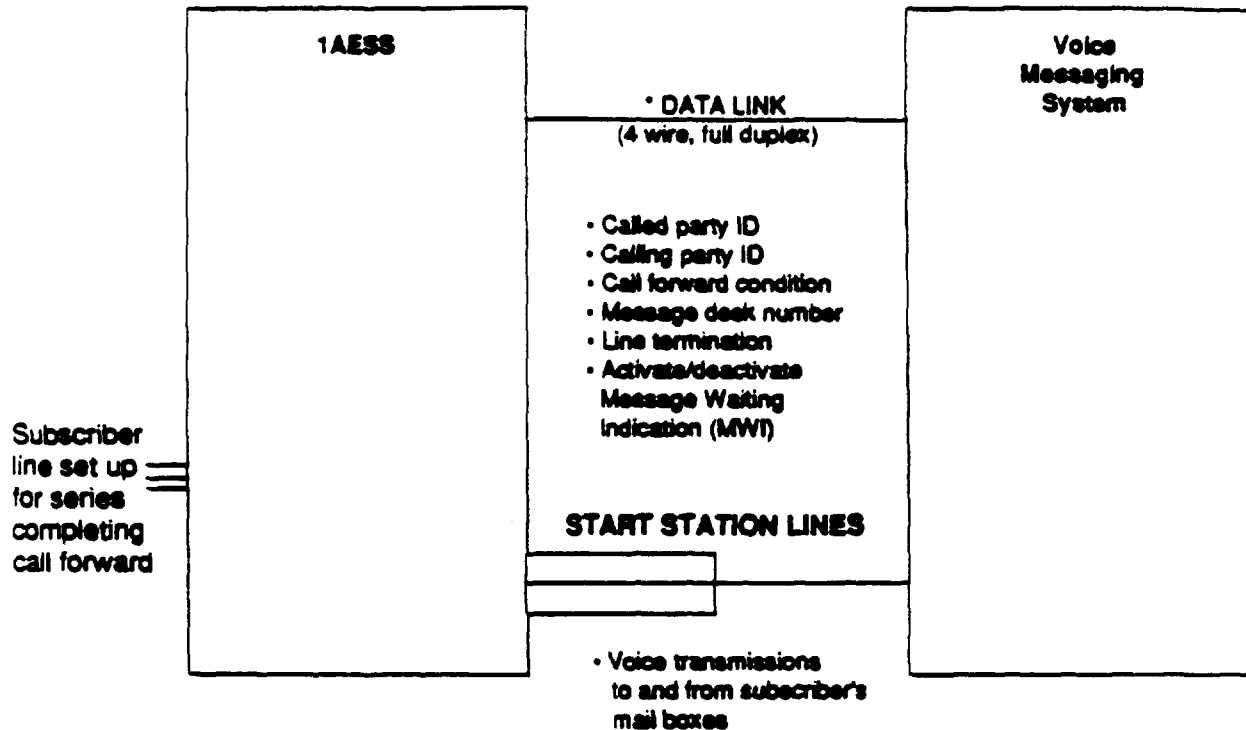 1AESS
Voice
Messaging
System
* DATA LINK
(4 wire, full duplex)
• Called party ID
• Calling party ID
• Call forward condition
• Message desk number
• Line termination
• Activate/deactivate
Message Waiting
Indication (MWI)
Subscriber
line set up
for series
completing
call forward
START STATION LINES
• Voice transmissions
to and from subscriber's
mail boxes